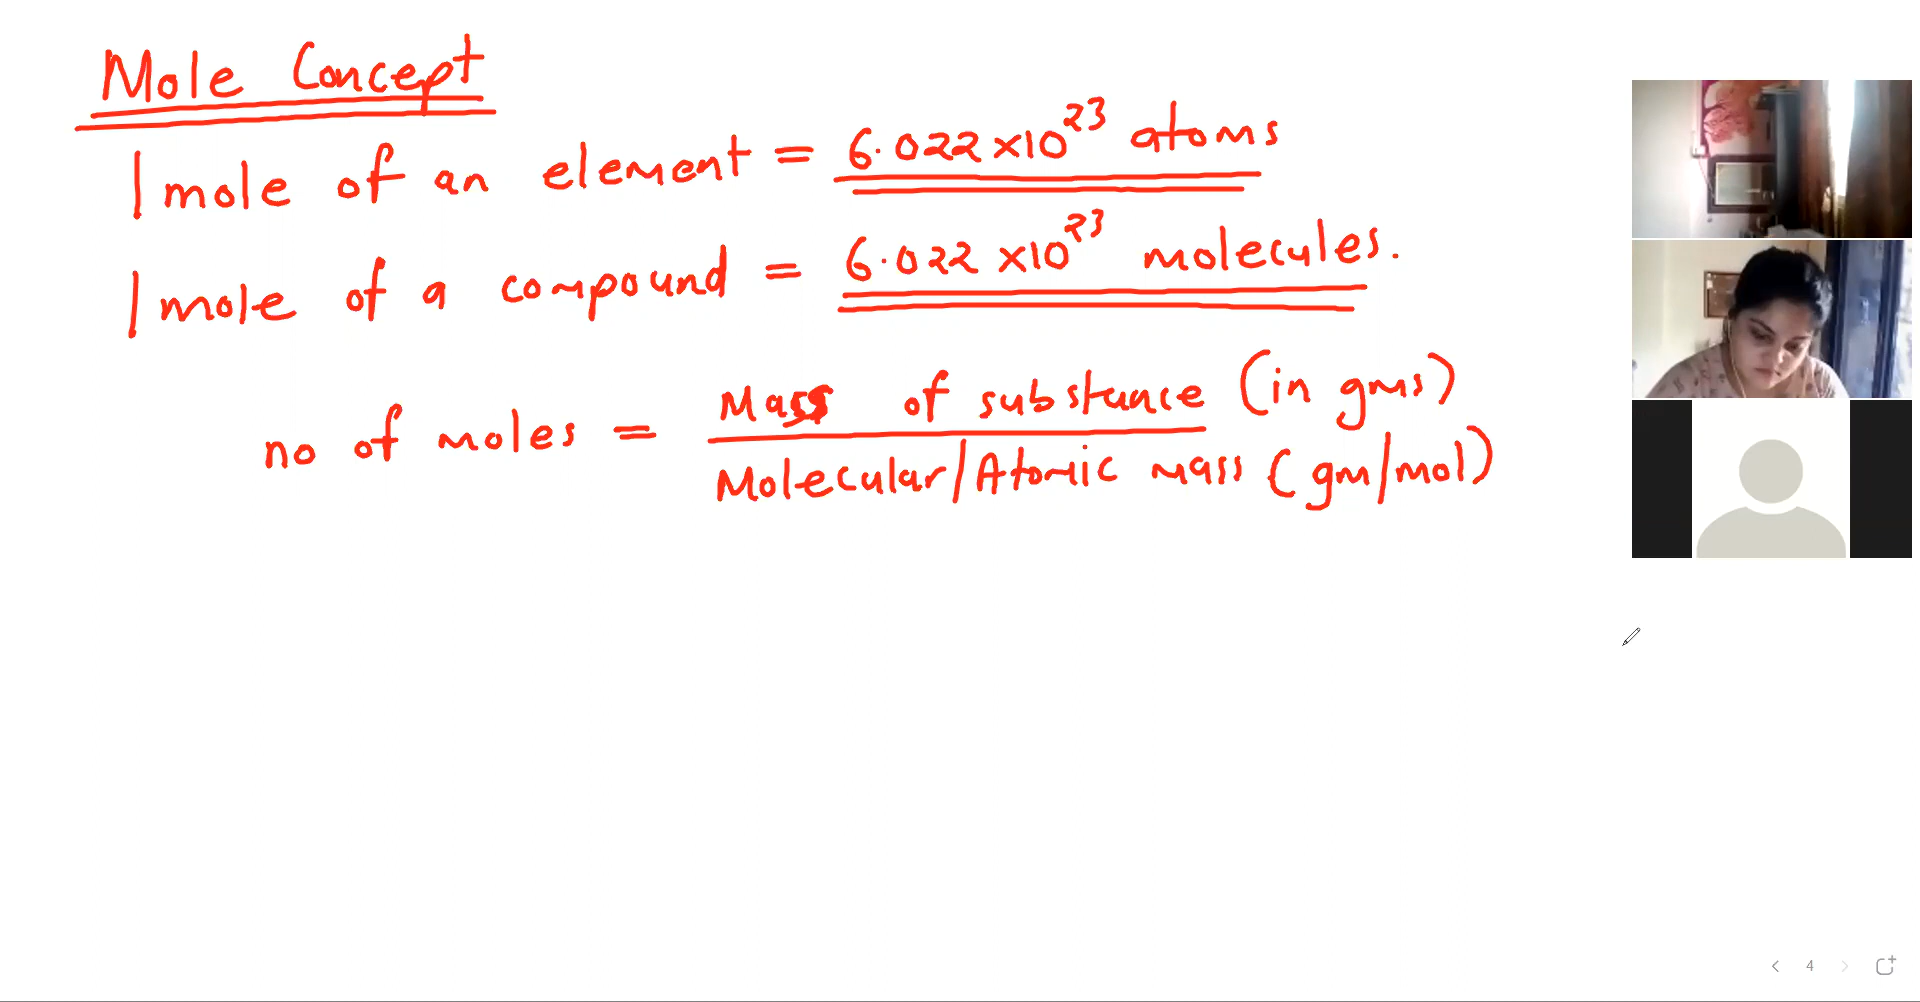 Mole Concept
1 mole of an element = 6.022 x 10²³ atoms
1 mole of a compound = 6.022 x 10²³ molecules.
no of moles = Mass of substance (in gms)
Molecular/Atomic mass (gm/mol)
4